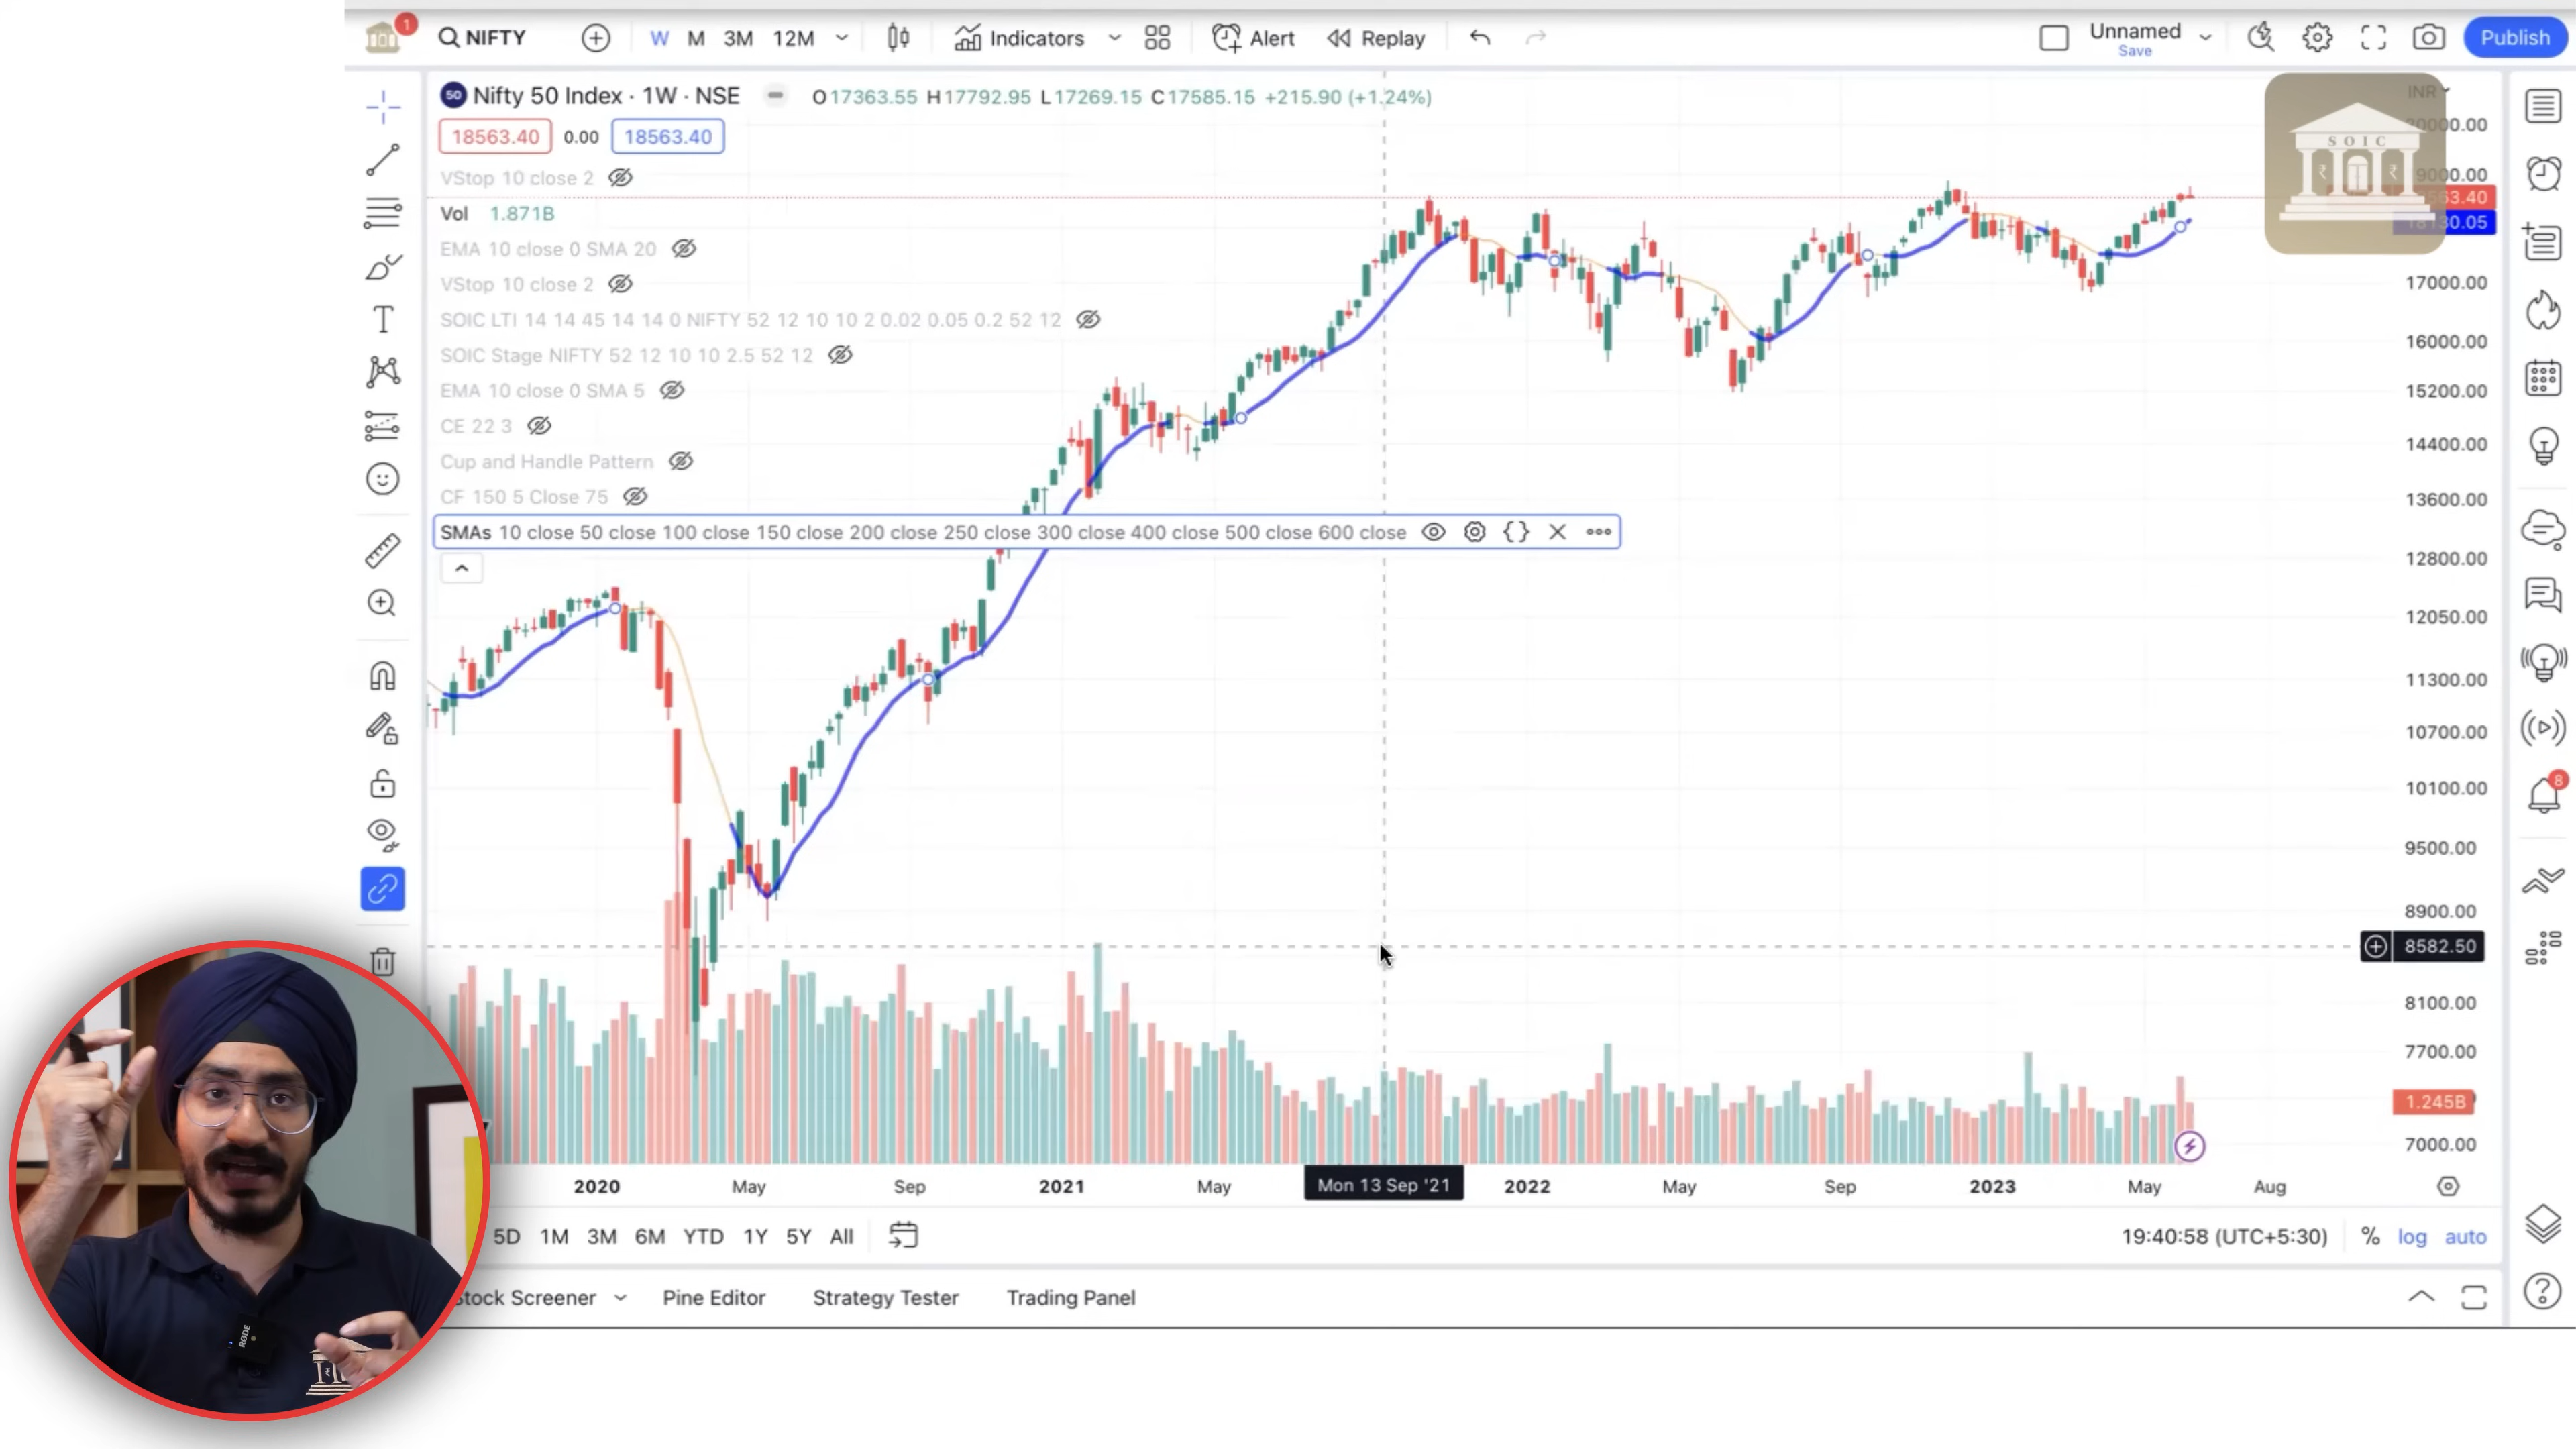 1 NIFTY W M 3M 12M Indicators Alert Replay Unnamed Save Publish
50 Nifty 50 Index · 1W · NSE O17363.55 H17792.95 L17269.15 C17585.15 +215.90 (+1.24%)
18563.40 0.00 18563.40
VStop 10 close 2
Vol 1.871B
EMA 10 close 0 SMA 20
VStop 10 close 2
SOIC LTI 14 14 45 14 14 0 NIFTY 52 12 10 10 2 0.02 0.05 0.2 52 12
SOIC Stage NIFTY 52 12 10 10 2.5 52 12
EMA 10 close 0 SMA 5
CE 22 3
Cup and Handle Pattern
CF 150 5 Close 75
SMAs 10 close 50 close 100 close 150 close 200 close 250 close 300 close 400 close 500 close 600 close
INR
SOIC
₹ ₹
17000.00
16000.00
15200.00
14400.00
13600.00
12800.00
12050.00
11300.00
10700.00
10100.00
9500.00
8900.00
8582.50
8100.00
7700.00
1.245B
7000.00
8
2020 May Sep 2021 May Mon 13 Sep '21 2022 May Sep 2023 May Aug
5D 1M 3M 6M YTD 1Y 5Y All 19:40:58 (UTC+5:30) % log auto
Stock Screener Pine Editor Strategy Tester Trading Panel
RØDE